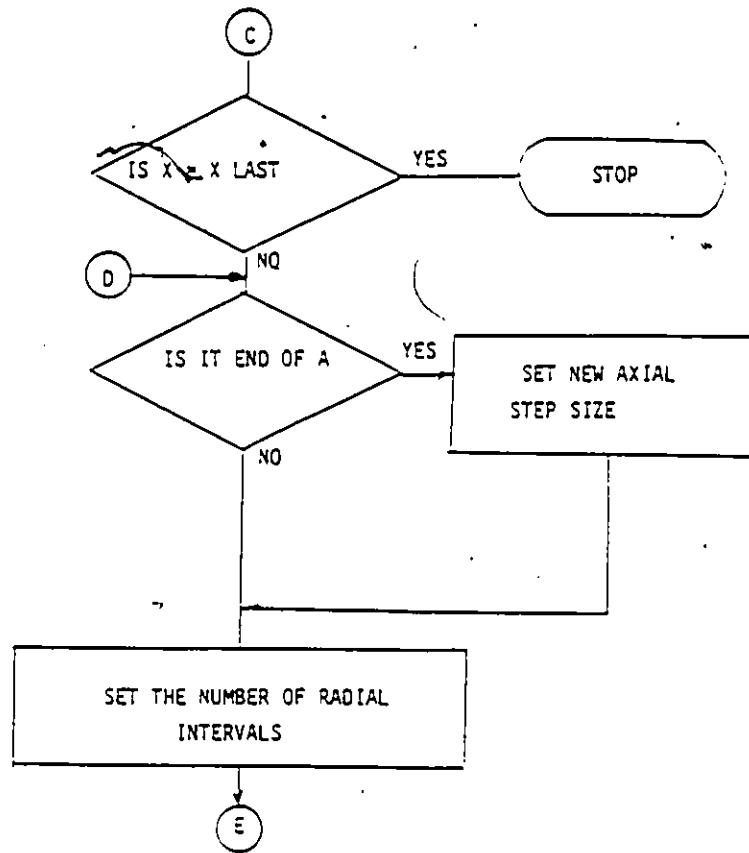 C
IS X = X LAST
YES
STOP
NO
D
IS IT END OF A
YES
SET NEW AXIAL
STEP SIZE
NO
SET THE NUMBER OF RADIAL
INTERVALS
E